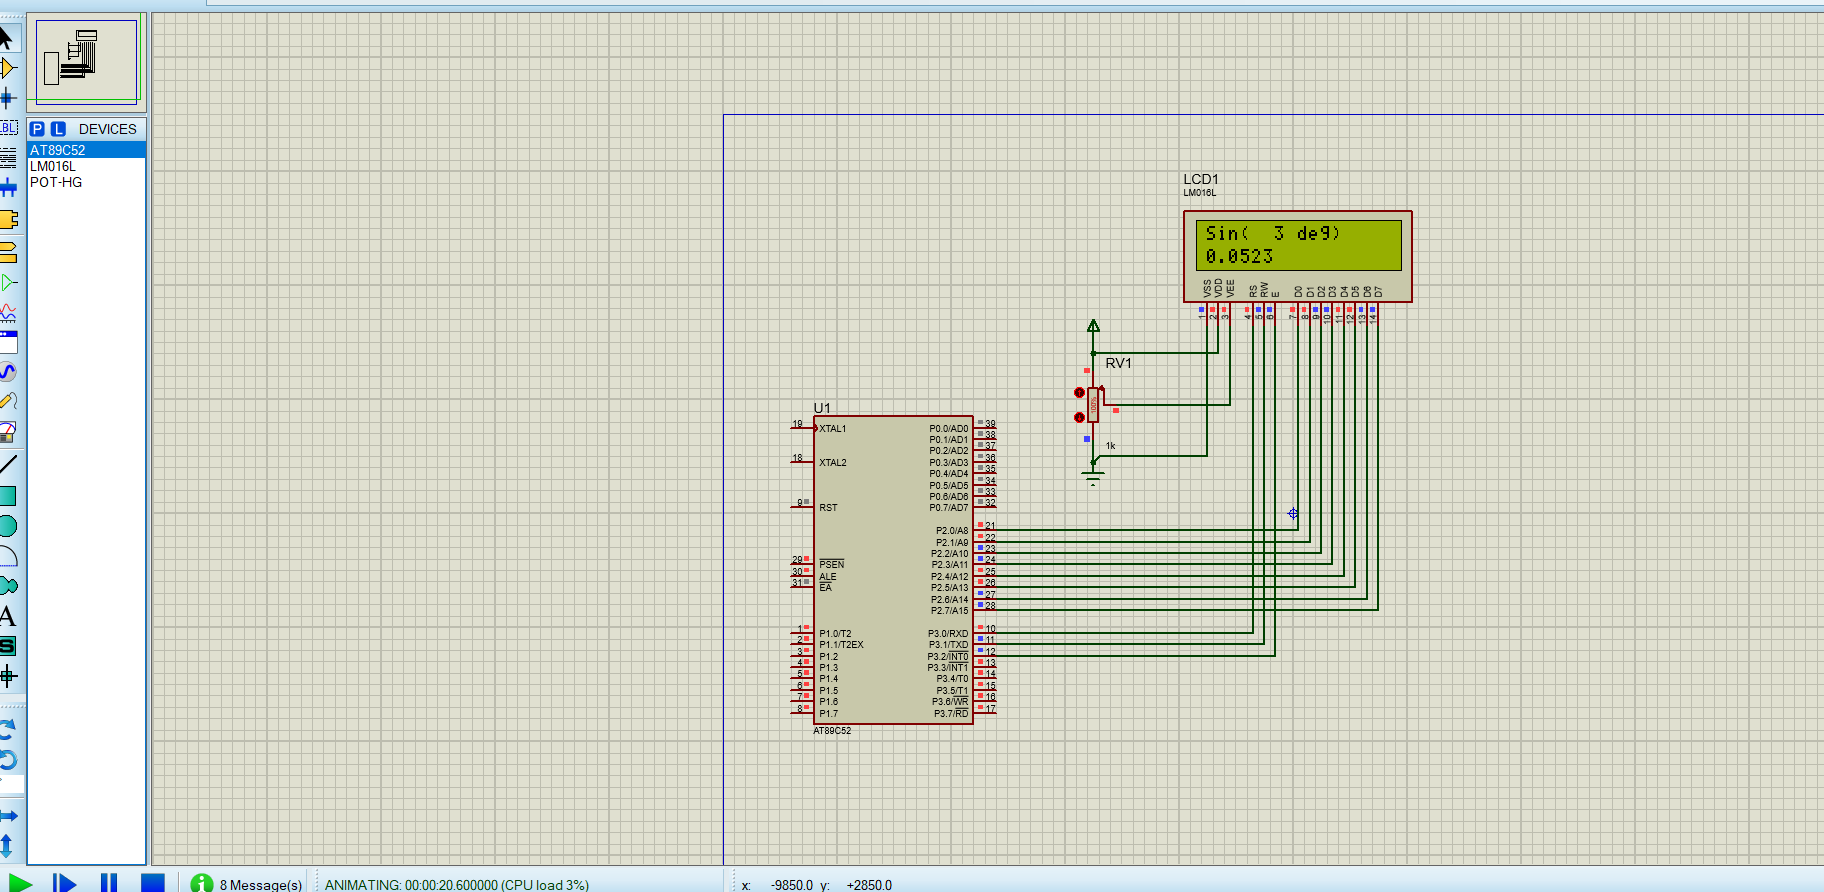 P L DEVICES
AT89C52
LM016L
POT-HG
LBL
A
S
LCD1
LM016L
Sin(  3 deg)
0.0523
VSS
VDD
VEE
RS
RW
E
D0
D1
D2
D3
D4
D5
D6
D7
1
2
3
4
5
6
7
8
9
10
11
12
13
14
RV1
100%
1k
U1
19 XTAL1
18 XTAL2
9 RST
29 PSEN
30 ALE
31 EA
1 P1.0/T2
2 P1.1/T2EX
3 P1.2
4 P1.3
5 P1.4
6 P1.5
7 P1.6
8 P1.7
P0.0/AD0 39
P0.1/AD1 38
P0.2/AD2 37
P0.3/AD3 36
P0.4/AD4 35
P0.5/AD5 34
P0.6/AD6 33
P0.7/AD7 32
P2.0/A8 21
P2.1/A9 22
P2.2/A10 23
P2.3/A11 24
P2.4/A12 25
P2.5/A13 26
P2.6/A14 27
P2.7/A15 28
P3.0/RXD 10
P3.1/TXD 11
P3.2/INT0 12
P3.3/INT1 13
P3.4/T0 14
P3.5/T1 15
P3.6/WR 16
P3.7/RD 17
AT89C52
8 Message(s) ANIMATING: 00:00:20.600000 (CPU load 3%) x: -9850.0 y: +2850.0